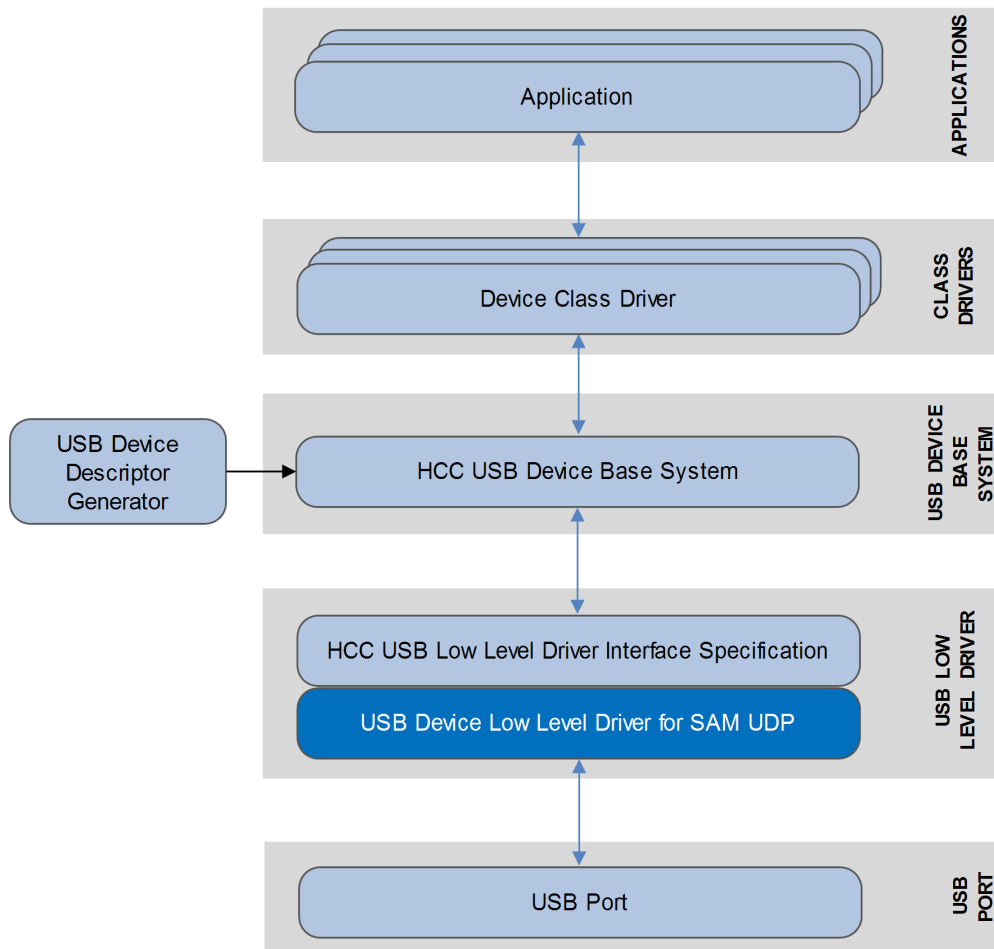 Application
APPLICATIONS
Device Class Driver
CLASS
DRIVERS
USB Device
Descriptor
Generator
HCC USB Device Base System
USB DEVICE
BASE
SYSTEM
HCC USB Low Level Driver Interface Specification
USB Device Low Level Driver for SAM UDP
USB LOW
LEVEL DRIVER
USB Port
USB
PORT